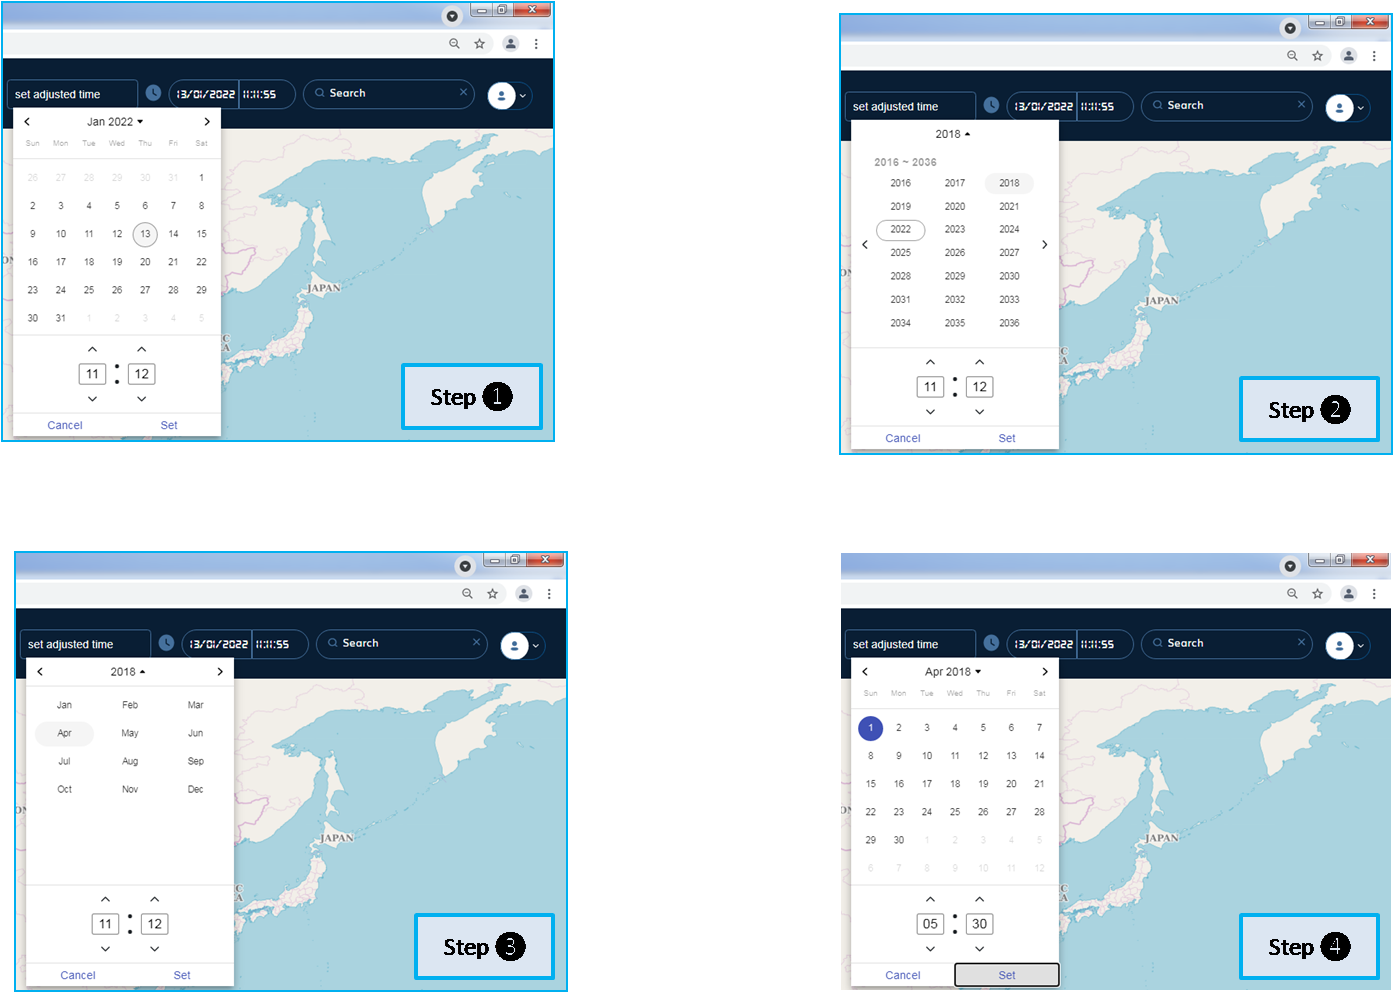 set adjusted time
13/01/2022 11:11:55
Search
Jan 2022
Sun Mon Tue Wed Thu Fri Sat
26 27 28 29 30 31 1
2 3 4 5 6 7 8
9 10 11 12 13 14 15
16 17 18 19 20 21 22
23 24 25 26 27 28 29
30 31 1 2 3 4 5
11 : 12
Cancel Set
JAPAN
Step 1
set adjusted time
13/01/2022 11:11:55
Search
2018
2016 ~ 2036
2016 2017 2018
2019 2020 2021
2022 2023 2024
2025 2026 2027
2028 2029 2030
2031 2032 2033
2034 2035 2036
11 : 12
Cancel Set
JAPAN
Step 2
set adjusted time
13/01/2022 11:11:55
Search
2018
Jan Feb Mar
Apr May Jun
Jul Aug Sep
Oct Nov Dec
11 : 12
Cancel Set
JAPAN
Step 3
set adjusted time
13/01/2022 11:11:55
Search
Apr 2018
Sun Mon Tue Wed Thu Fri Sat
1 2 3 4 5 6 7
8 9 10 11 12 13 14
15 16 17 18 19 20 21
22 23 24 25 26 27 28
29 30 1 2 3 4 5
6 7 8 9 10 11 12
05 : 30
Cancel Set
JAPAN
Step 4